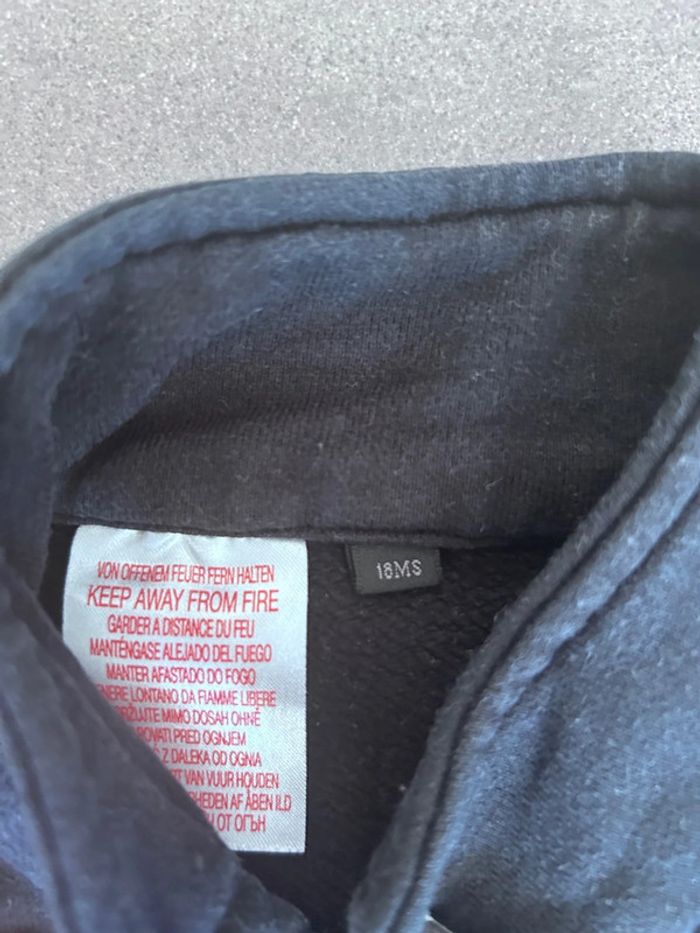 VON OFFENEM FEUER FERN HALTEN
KEEP AWAY FROM FIRE
GARDER A DISTANCE DU FEU
MANTÉNGASE ALEJADO DEL FUEGO
MANTER AFASTADO DO FOGO
LONTANO DA FIAMME LIBERE
MIMO DOSAH OHNĚ
PRED OGNJEM
Z DALEKA OD OGNIA
VAN VUUR HOUDEN
AF ÅBEN ILD
ОТ ОГЪН
18MS